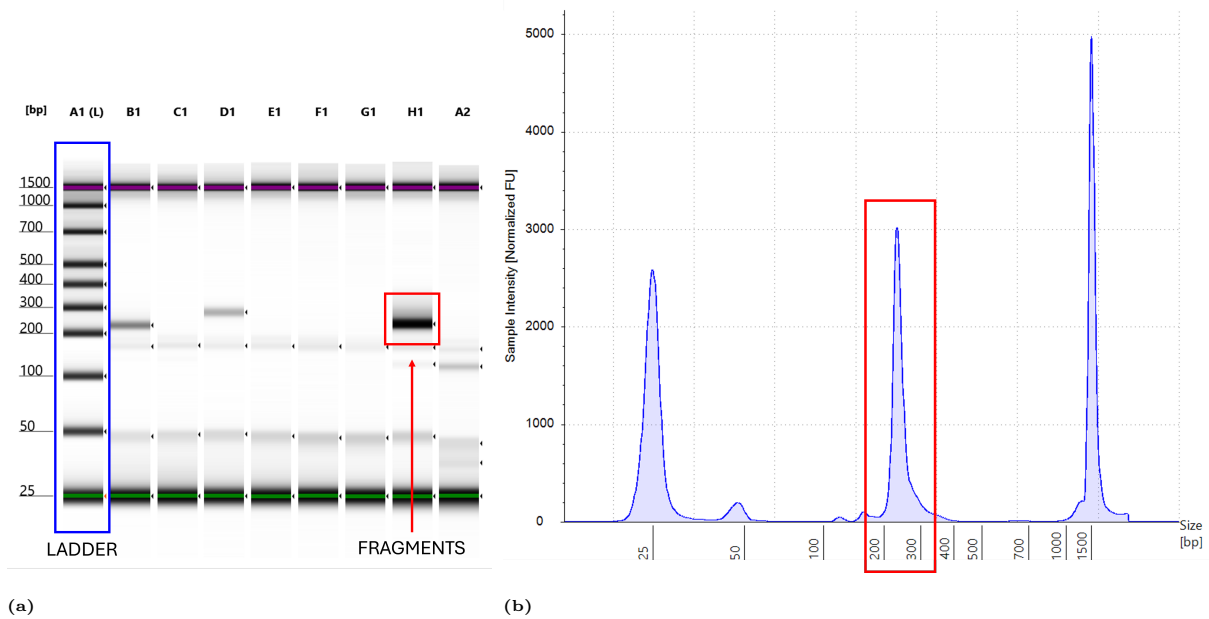 [bp] A1 (L) B1 C1 D1 E1 F1 G1 H1 A2
1500
1000
700
500
400
300
200
100
50
25
LADDER
FRAGMENTS
(a)
Sample Intensity [Normalized FU]
5000
4000
3000
2000
1000
0
25 50 100 200 300 400 500 700 1000 1500
Size
[bp]
(b)